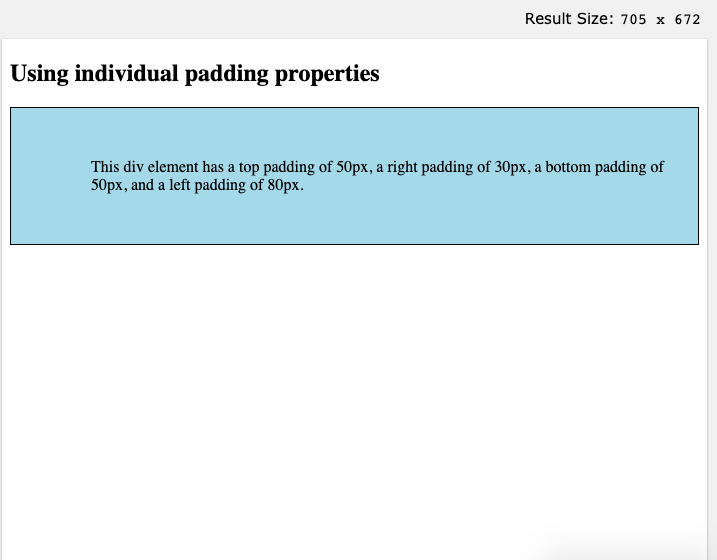 Result Size: 705 x 672
Using individual padding properties
This div element has a top padding of 50px, a right padding of 30px, a bottom padding of
50px, and a left padding of 80px.